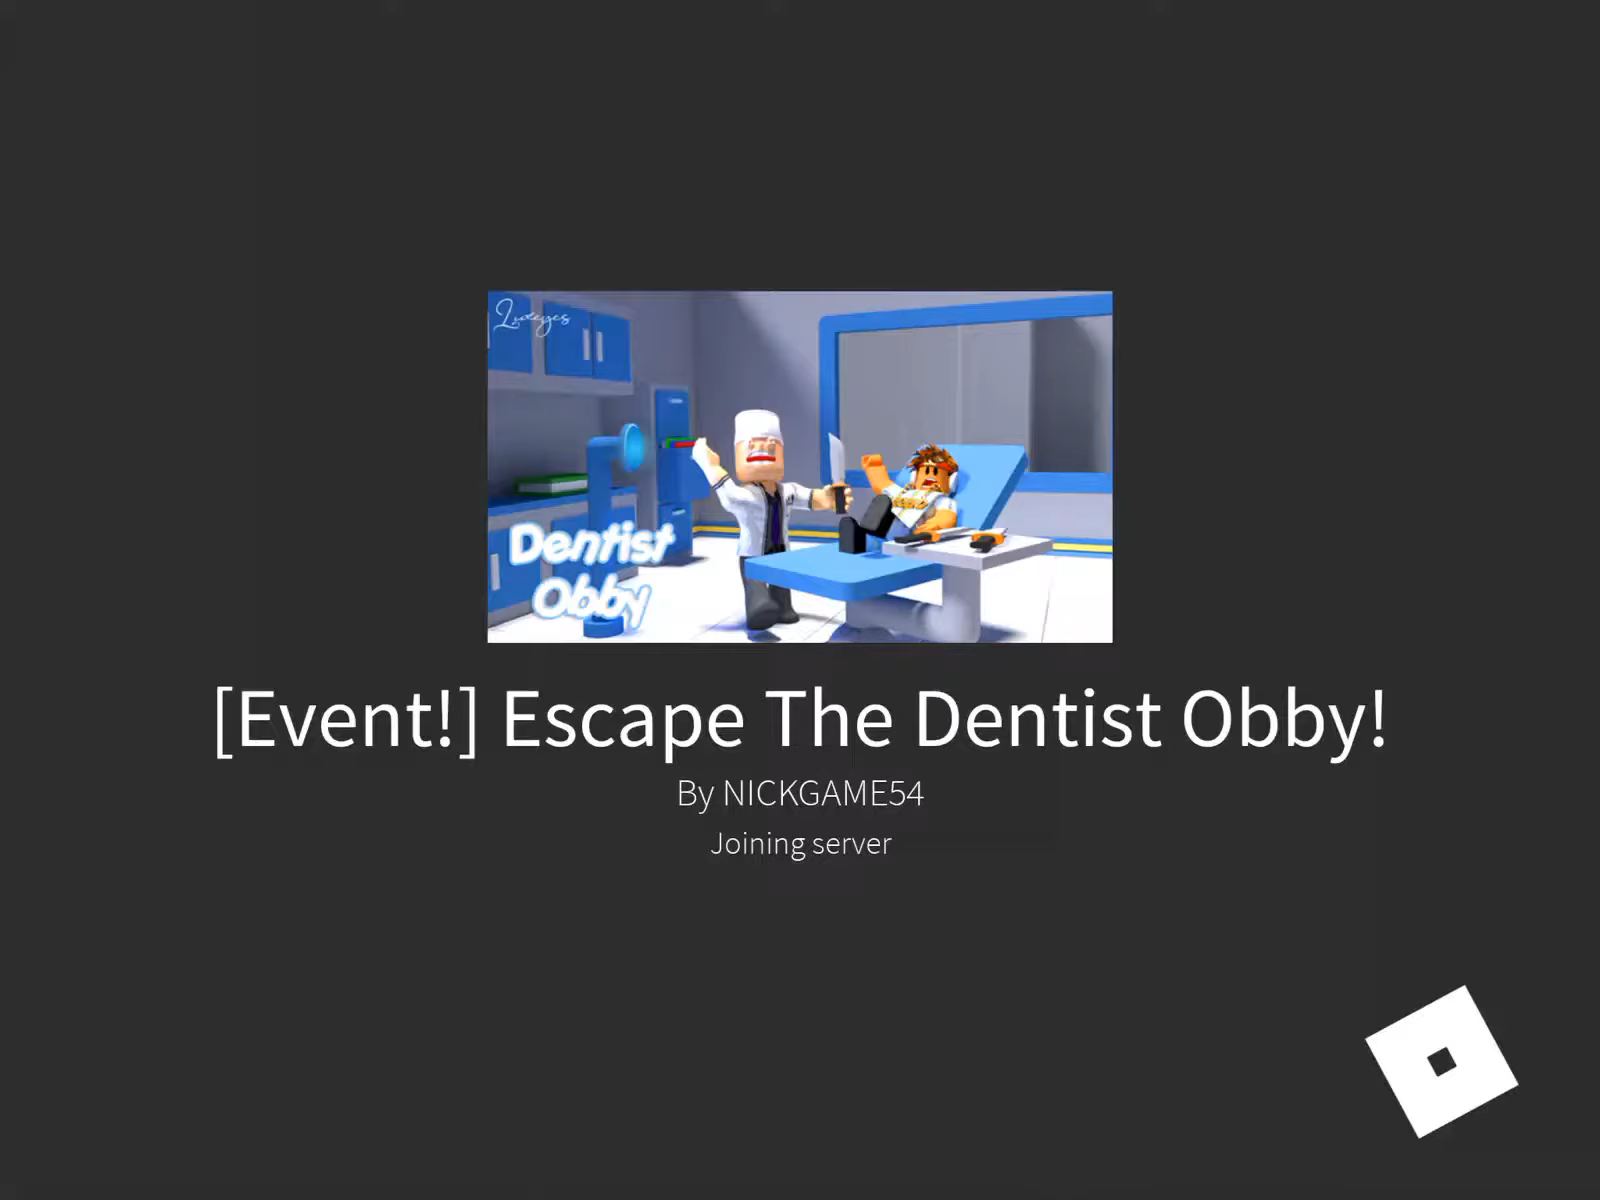 Dentist
Obby
[Event!] Escape The Dentist Obby!
By NICKGAME54
Joining server